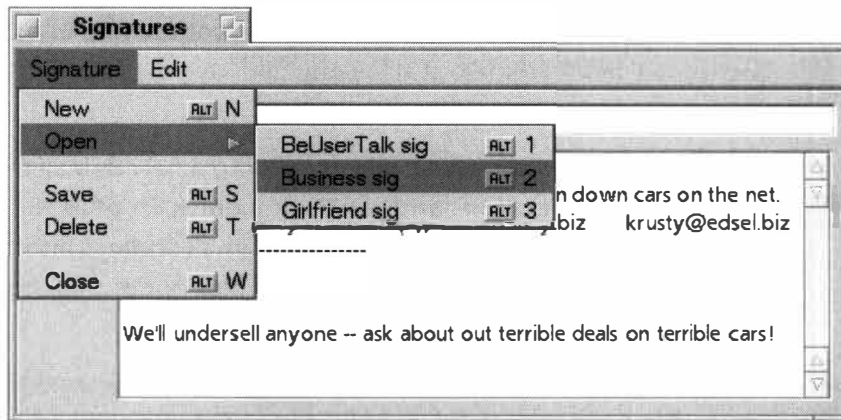 Signatures
Signature Edit
New ALT N
Open
BeUserTalk sig ALT 1
Business sig ALT 2
Girlfriend sig ALT 3
Save ALT S
Delete ALT T
Close ALT W
down cars on the net.
krusty@edsel.biz
We'll undersell anyone -- ask about out terrible deals on terrible cars!